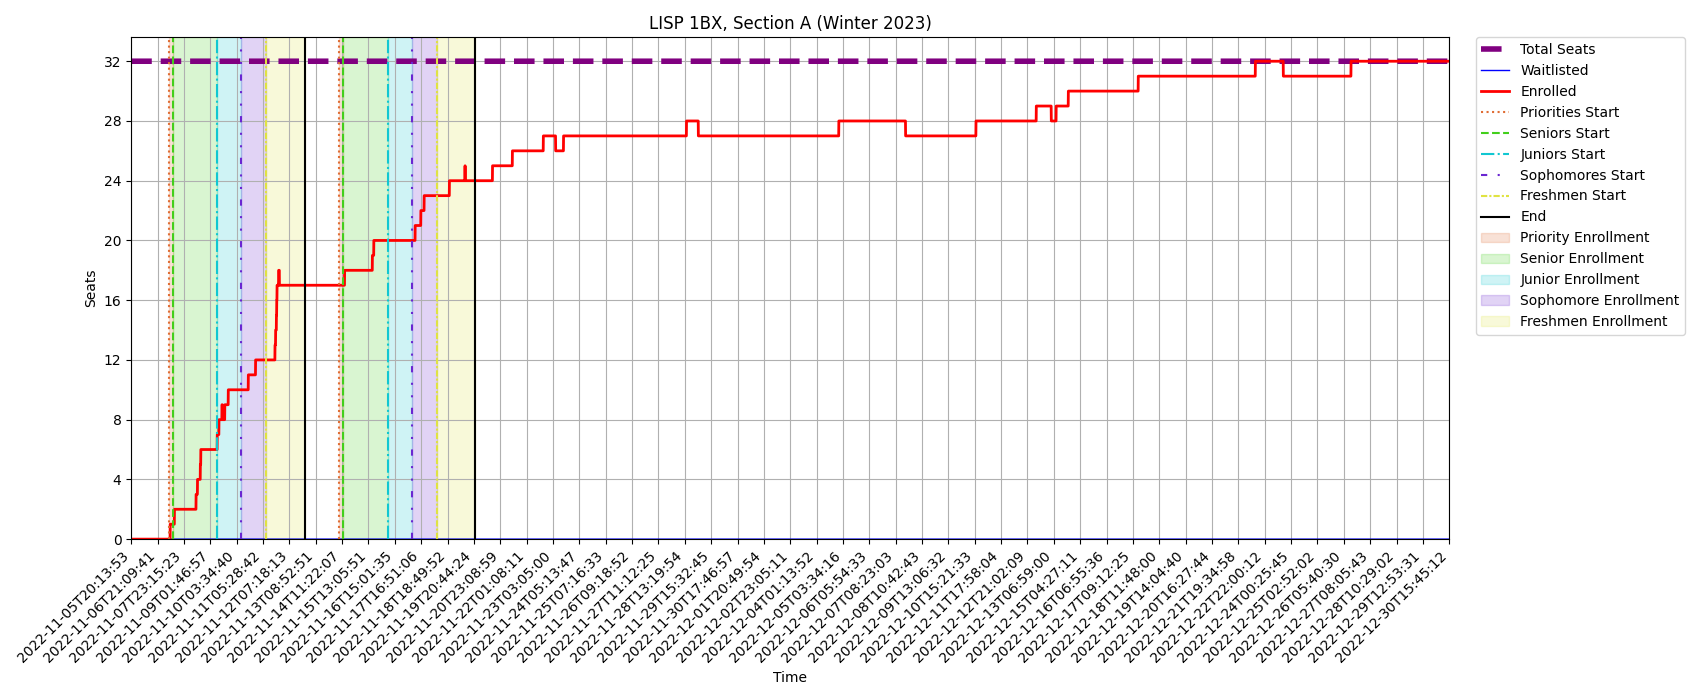 LISP 1BX, Section A (Winter 2023)
Total Seats
Waitlisted
Enrolled
Priorities Start
Seniors Start
Juniors Start
Sophomores Start
Freshmen Start
End
Priority Enrollment
Senior Enrollment
Junior Enrollment
Sophomore Enrollment
Freshmen Enrollment
Seats
32
28
24
20
16
12
8
4
0
2022-11-05T20:13:53
2022-11-06T21:09:41
2022-11-07T23:15:23
2022-11-09T01:46:57
2022-11-10T03:34:40
2022-11-11T05:28:42
2022-11-12T07:18:13
2022-11-13T08:52:51
2022-11-14T11:22:07
2022-11-15T13:05:51
2022-11-16T15:01:35
2022-11-17T16:51:06
2022-11-18T18:49:52
2022-11-19T20:44:24
2022-11-20T23:08:59
2022-11-22T01:08:11
2022-11-23T03:05:00
2022-11-24T05:13:47
2022-11-25T07:16:33
2022-11-26T09:18:52
2022-11-27T11:12:25
2022-11-28T13:19:54
2022-11-29T15:32:45
2022-11-30T17:46:57
2022-12-01T20:49:54
2022-12-02T23:05:11
2022-12-04T01:13:52
2022-12-05T03:34:16
2022-12-06T05:54:33
2022-12-07T08:23:03
2022-12-08T10:42:43
2022-12-09T13:06:32
2022-12-10T15:21:33
2022-12-11T17:58:04
2022-12-12T21:02:09
2022-12-13T06:59:00
2022-12-15T04:27:11
2022-12-16T06:55:36
2022-12-17T09:12:25
2022-12-18T11:48:00
2022-12-19T14:04:40
2022-12-20T16:27:44
2022-12-21T19:34:58
2022-12-22T22:00:12
2022-12-24T00:25:45
2022-12-25T02:52:02
2022-12-26T05:40:30
2022-12-27T08:05:43
2022-12-28T10:29:02
2022-12-29T12:53:31
2022-12-30T15:45:12
Time